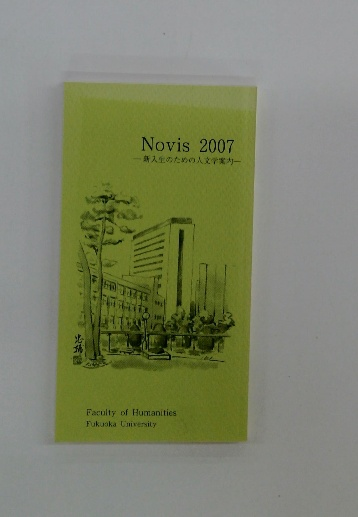 Novis 2007
—新入生のための人文学案内—
Faculty of Humanities
Fukuoka University